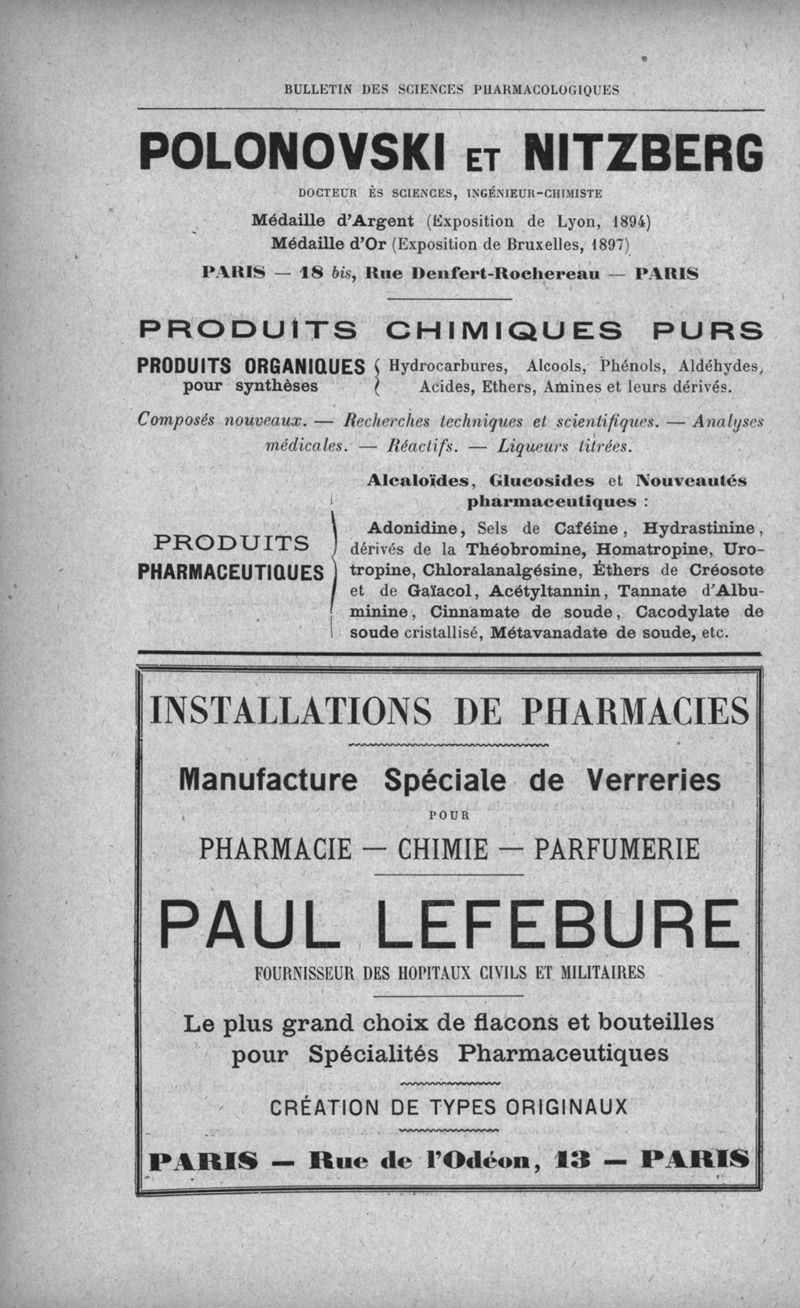 BULLETIN DES SCIENCES PHARMACOLOGIQUES
POLONOVSKI ET NITZBERG
DOCTEUR ÈS SCIENCES, INGÉNIEUR-CHIMISTE
Médaille d'Argent (Exposition de Lyon, 1894)
Médaille d'Or (Exposition de Bruxelles, 1897)
PARIS — 18 bis, Rue Denfert-Rochereau — PARIS
PRODUITS CHIMIQUES PURS
PRODUITS ORGANIQUES
pour synthèses
Hydrocarbures, Alcools, Phénols, Aldéhydes,
Acides, Ethers, Amines et leurs dérivés.
Composés nouveaux. — Recherches techniques et scientifiques. — Analyses
médicales. — Réactifs. — Liqueurs titrées.
PRODUITS
PHARMACEUTIQUES
Alcaloïdes, Glucosides et Nouveautés
pharmaceutiques :
Adonidine, Sels de Caféine, Hydrastinine,
dérivés de la Théobromine, Homatropine, Uro-
tropine, Chloralanalgésine, Éthers de Créosote
et de Gaïacol, Acétyltannin, Tannate d'Albu-
minine, Cinnamate de soude, Cacodylate de
soude cristallisé, Métavanadate de soude, etc.
INSTALLATIONS DE PHARMACIES
Manufacture Spéciale de Verreries
POUR
PHARMACIE — CHIMIE — PARFUMERIE
PAUL LEFEBURE
FOURNISSEUR DES HOPITAUX CIVILS ET MILITAIRES
Le plus grand choix de flacons et bouteilles
pour Spécialités Pharmaceutiques
CRÉATION DE TYPES ORIGINAUX
PARIS — Rue de l'Odéon, 13 — PARIS